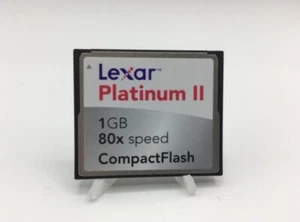 Lexar
Platinum II
1GB
80x speed
CompactFlash